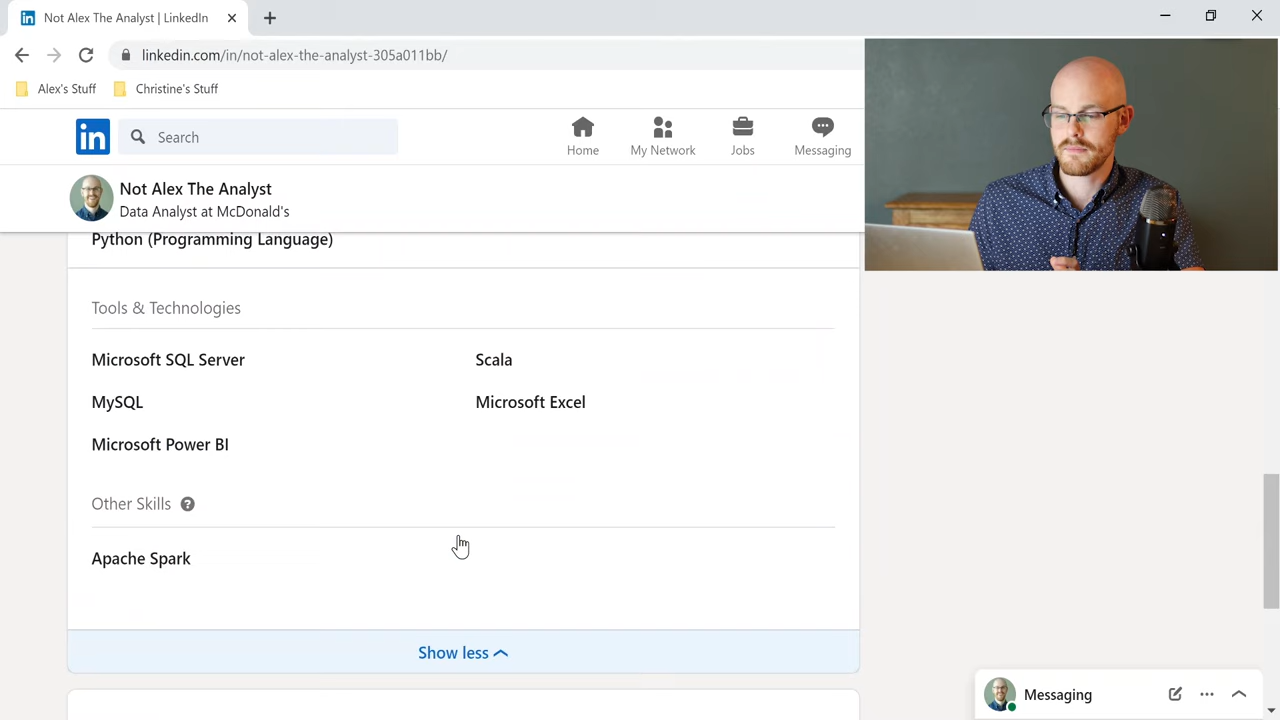 Not Alex The Analyst | LinkedIn
linkedin.com/in/not-alex-the-analyst-305a011bb/
Alex's Stuff
Christine's Stuff
in
Search
Home
My Network
Jobs
Messaging
Not Alex The Analyst
Data Analyst at McDonald's
Python (Programming Language)
Tools & Technologies
Microsoft SQL Server
Scala
MySQL
Microsoft Excel
Microsoft Power BI
Other Skills
Apache Spark
Show less
Messaging